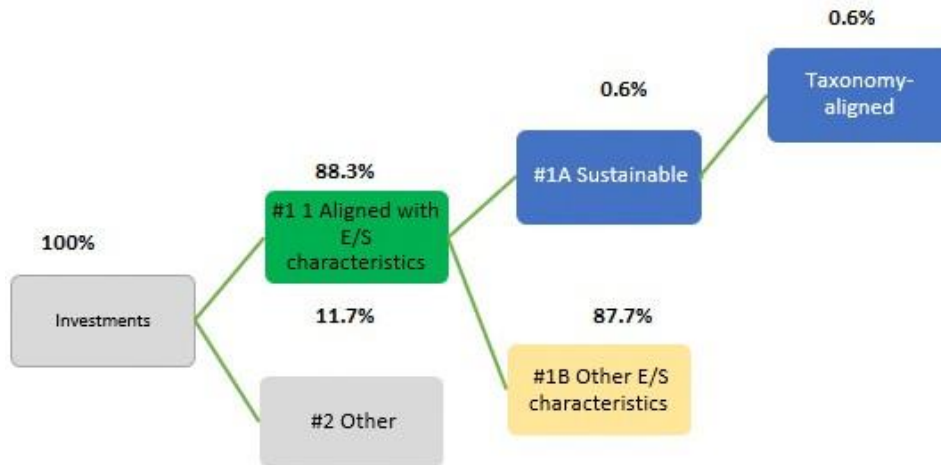 0.6%
Taxonomy-
aligned
0.6%
#1A Sustainable
88.3%
#1 1 Aligned with
E/S
characteristics
100%
Investments
11.7%
#2 Other
87.7%
#1B Other E/S
characteristics